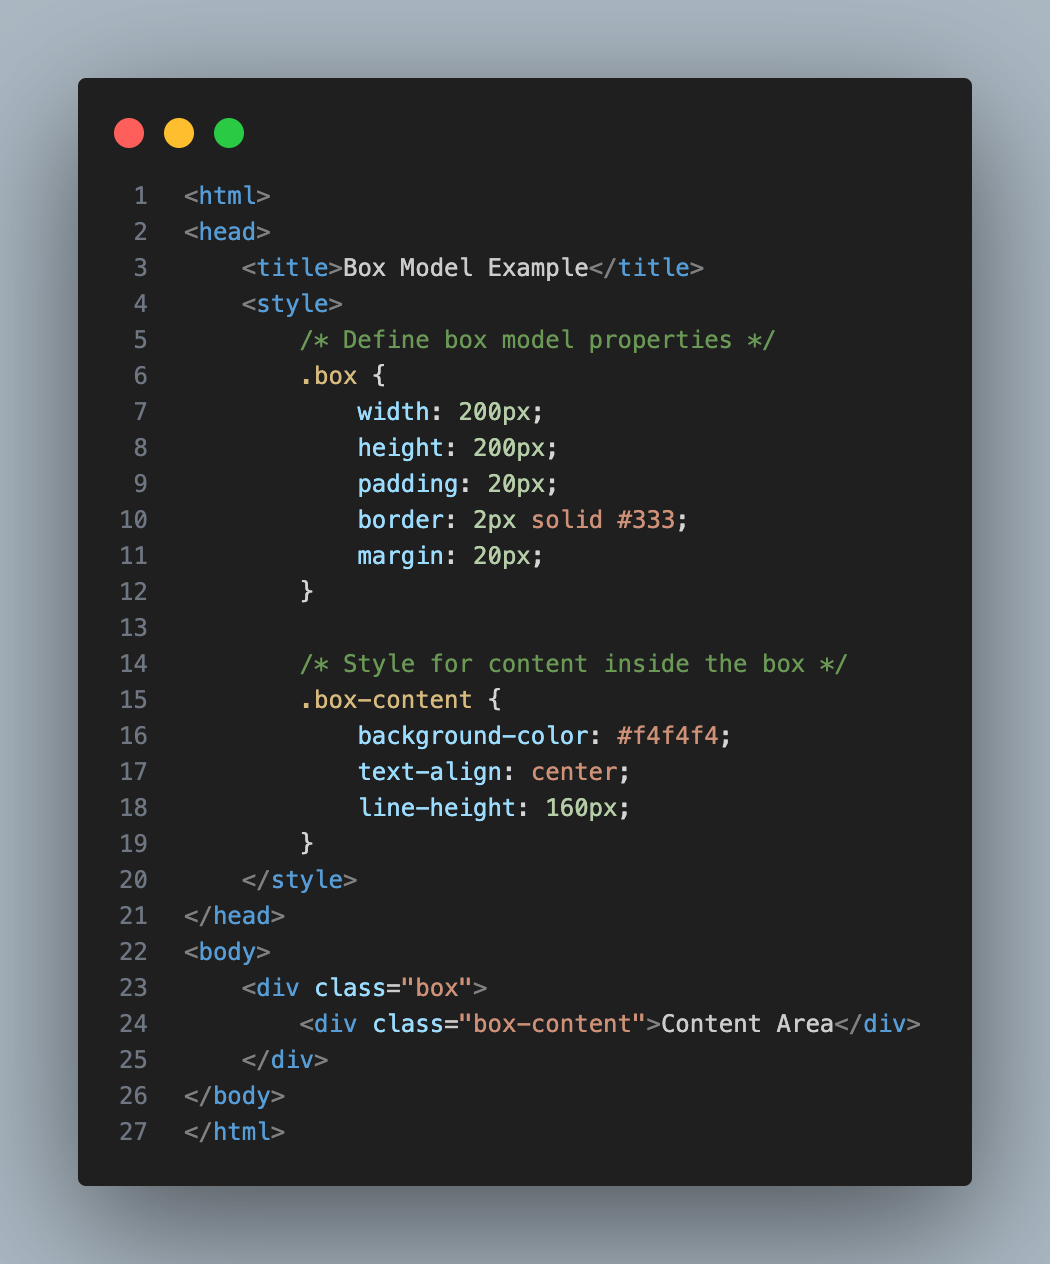 1 <html>
2 <head>
3     <title>Box Model Example</title>
4     <style>
5         /* Define box model properties */
6         .box {
7             width: 200px;
8             height: 200px;
9             padding: 20px;
10             border: 2px solid #333;
11             margin: 20px;
12         }
13
14         /* Style for content inside the box */
15         .box-content {
16             background-color: #f4f4f4;
17             text-align: center;
18             line-height: 160px;
19         }
20     </style>
21 </head>
22 <body>
23     <div class="box">
24         <div class="box-content">Content Area</div>
25     </div>
26 </body>
27 </html>